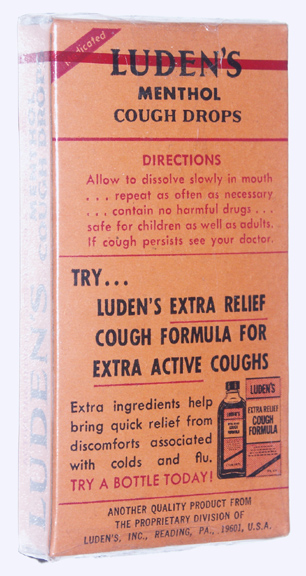 Medicated
LUDEN'S
MENTHOL
COUGH DROPS
DIRECTIONS
Allow to dissolve slowly in mouth
. . . repeat as often as necessary
. . . contain no harmful drugs . . .
safe for children as well as adults.
If cough persists see your doctor.
TRY...
LUDEN'S EXTRA RELIEF
COUGH FORMULA FOR
EXTRA ACTIVE COUGHS
Extra ingredients help
bring quick relief from
discomforts associated
with colds and flu.
TRY A BOTTLE TODAY!
LUDEN'S
EXTRA RELIEF
COUGH
FORMULA
ANOTHER QUALITY PRODUCT FROM
THE PROPRIETARY DIVISION OF
LUDEN'S, INC., READING, PA., 19602, U.S.A.
LUDEN'S